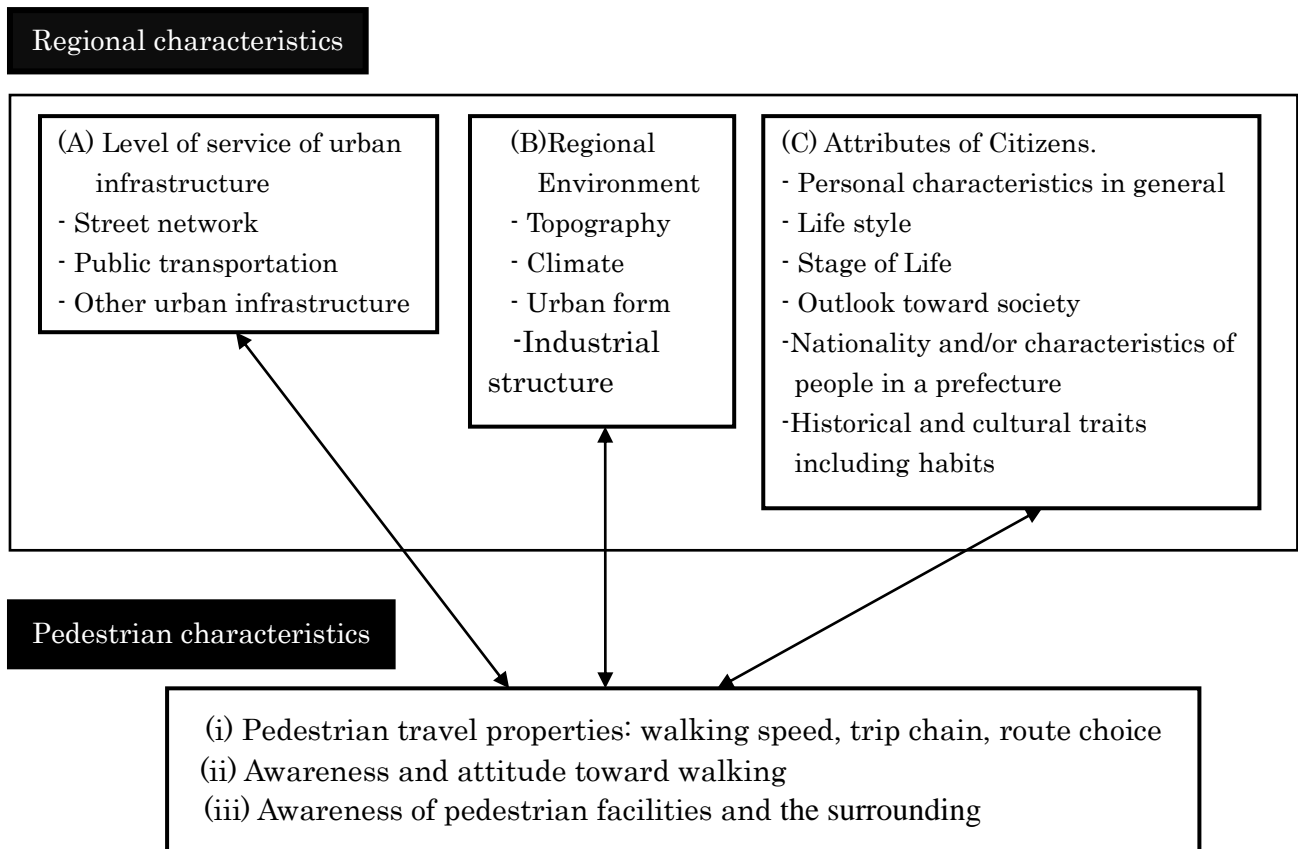 Regional characteristics
(A) Level of service of urban
infrastructure
- Street network
- Public transportation
- Other urban infrastructure
(B)Regional
Environment
- Topography
- Climate
- Urban form
-Industrial
structure
(C) Attributes of Citizens.
- Personal characteristics in general
- Life style
- Stage of Life
- Outlook toward society
-Nationality and/or characteristics of
people in a prefecture
-Historical and cultural traits
including habits
Pedestrian characteristics
(i) Pedestrian travel properties: walking speed, trip chain, route choice
(ii) Awareness and attitude toward walking
(iii) Awareness of pedestrian facilities and the surrounding